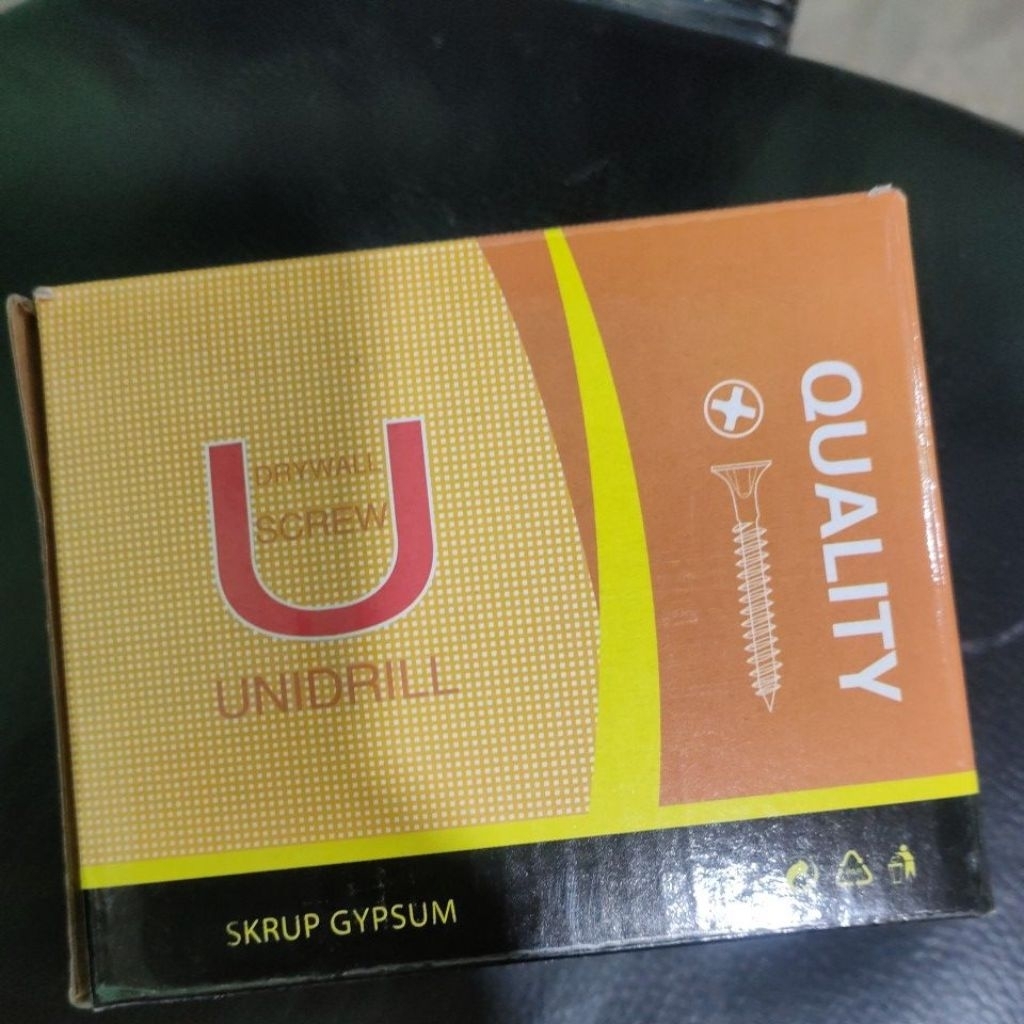 DRYWALL
SCREW
U
UNIDRILL
QUALITY
SKRUP GYPSUM